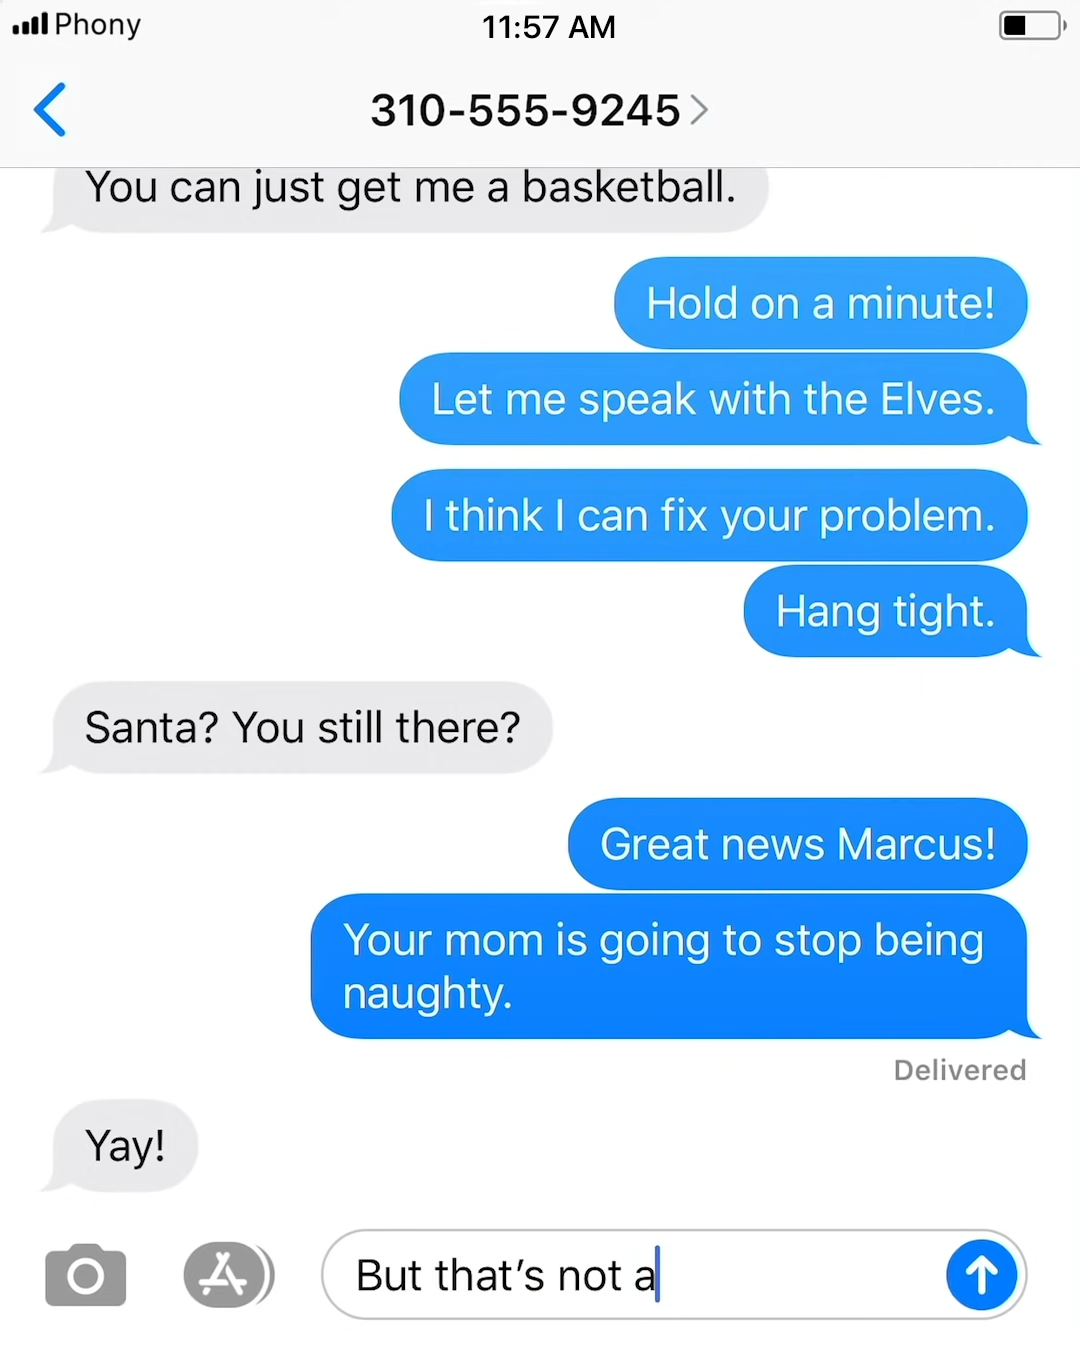 Phony
11:57 AM
310-555-9245
You can just get me a basketball.
Hold on a minute!
Let me speak with the Elves.
I think I can fix your problem.
Hang tight.
Santa? You still there?
Great news Marcus!
Your mom is going to stop being
naughty.
Delivered
Yay!
But that’s not a